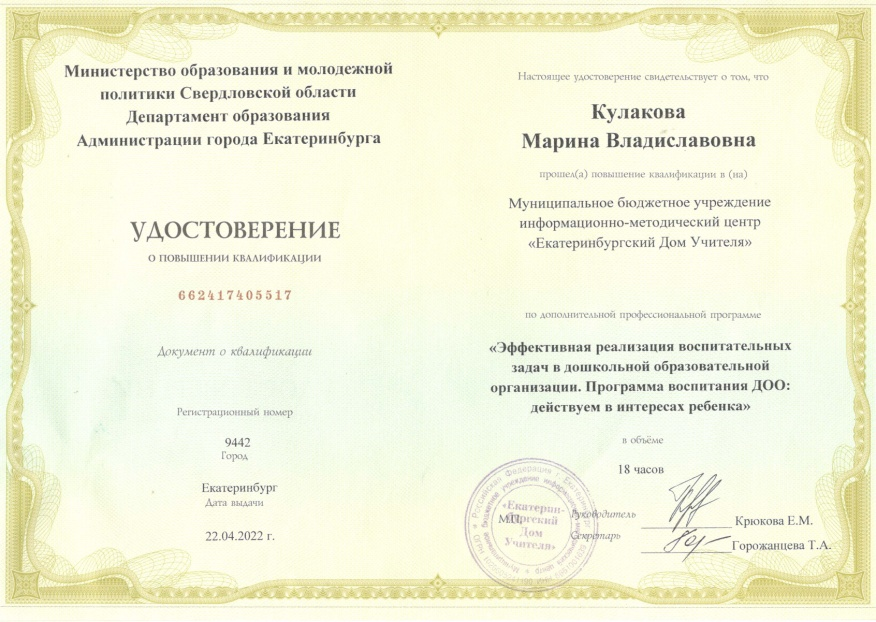 Министерство образования и молодежной
политики Свердловской области
Департамент образования
Администрации города Екатеринбурга
УДОСТОВЕРЕНИЕ
О ПОВЫШЕНИИ КВАЛИФИКАЦИИ
662417405517
Документ о квалификации
Регистрационный номер
9442
Город
Екатеринбург
Дата выдачи
22.04.2022 г.
Настоящее удостоверение свидетельствует о том, что
Кулакова
Марина Владиславовна
прошел(а) повышение квалификации в (на)
Муниципальное бюджетное учреждение
информационно-методический центр
«Екатеринбургский Дом Учителя»
по дополнительной профессиональной программе
«Эффективная реализация воспитательных
задач в дошкольной образовательной
организации. Программа воспитания ДОО:
действуем в интересах ребенка»
в объёме
18 часов
М.П.
Руководитель
Крюкова Е.М.
Секретарь
Горожанцева Т.А.
«Екатерин-
бургский
Дом
Учителя»